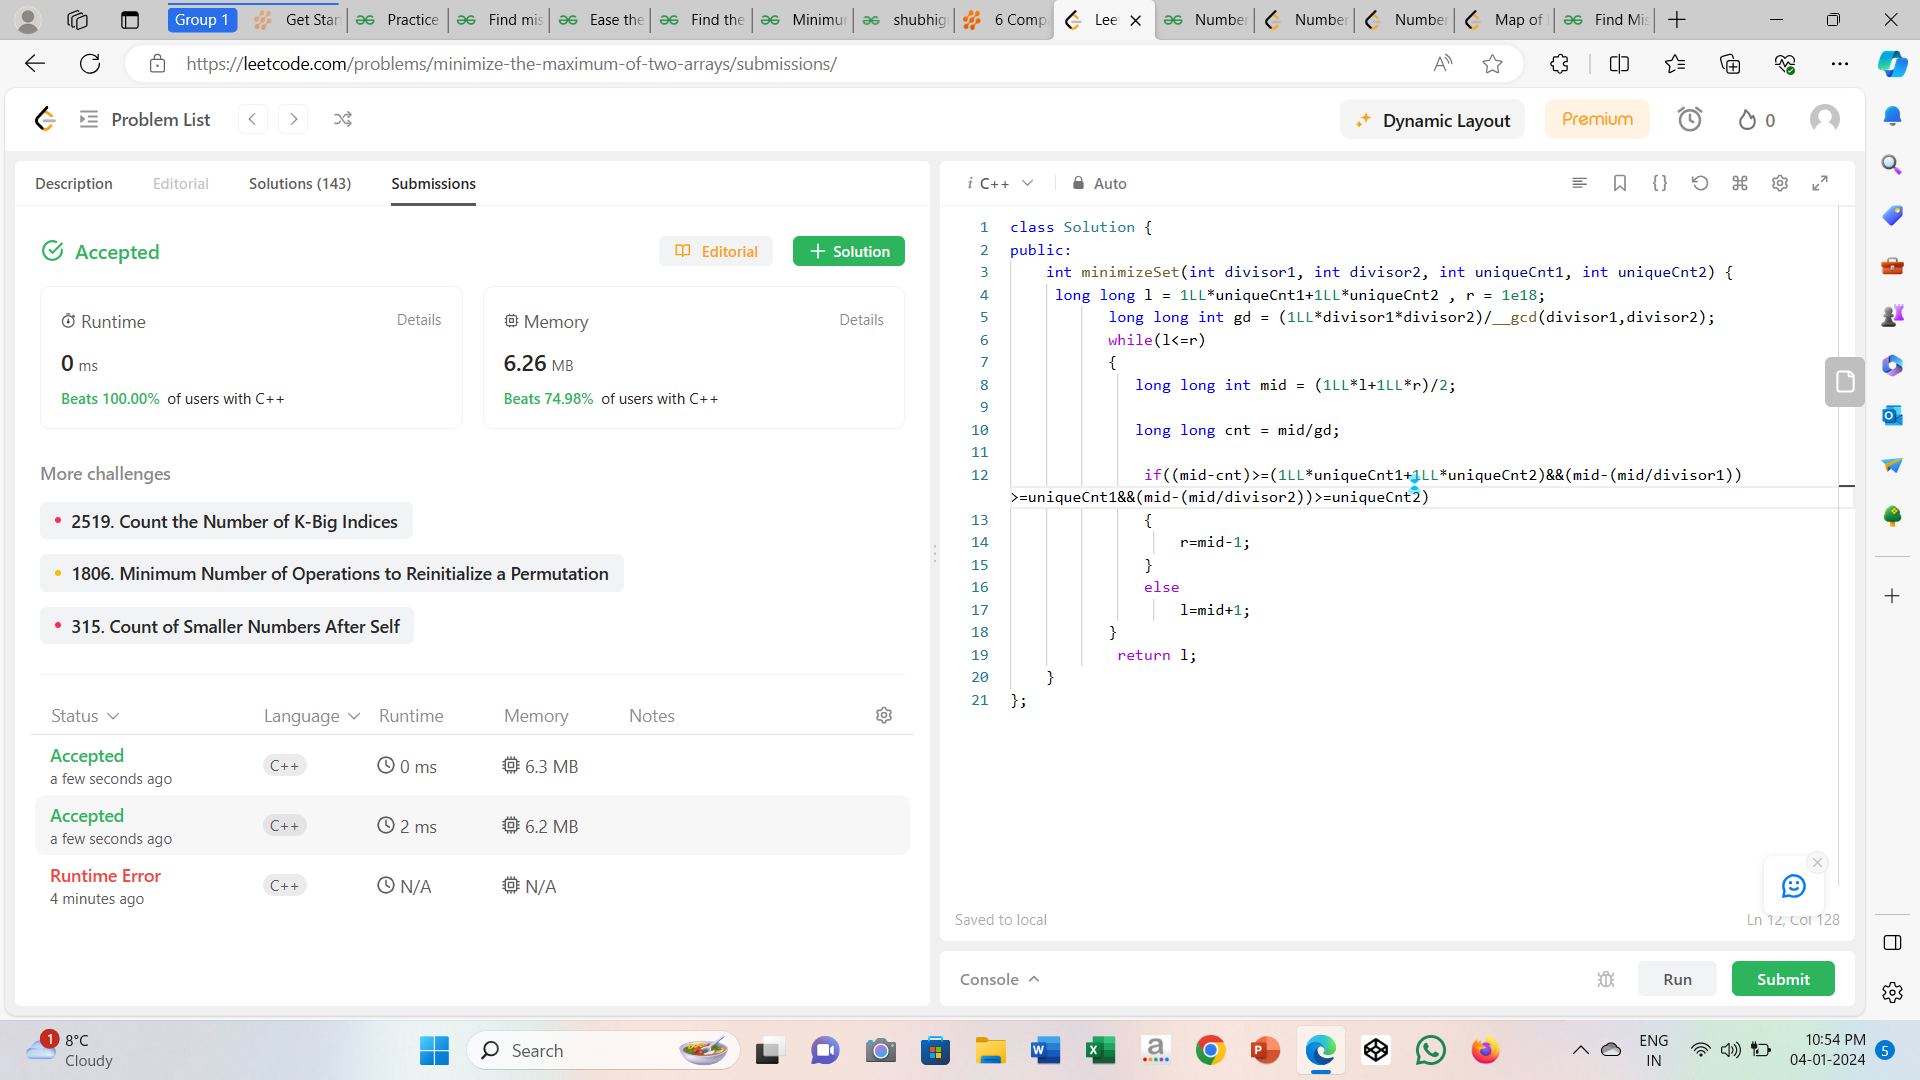 Group 1
Get Star
Practice
Find mis
Ease the
Find the
Minimur
shubhig
6 Comp
Lee
Number
Number
Number
Map of
Find Mis
https://leetcode.com/problems/minimize-the-maximum-of-two-arrays/submissions/
Problem List
Dynamic Layout
Premium
0
Description
Editorial
Solutions (143)
Submissions
Accepted
Editorial
Solution
Runtime
Details
0 ms
Beats 100.00% of users with C++
Memory
Details
6.26 MB
Beats 74.98% of users with C++
More challenges
2519. Count the Number of K-Big Indices
1806. Minimum Number of Operations to Reinitialize a Permutation
315. Count of Smaller Numbers After Self
Status Language Runtime Memory Notes
Accepted
a few seconds ago
C++
0 ms
6.3 MB
Accepted
a few seconds ago
C++
2 ms
6.2 MB
Runtime Error
4 minutes ago
C++
N/A
N/A
i C++
Auto
1 class Solution {
2 public:
3 int minimizeSet(int divisor1, int divisor2, int uniqueCnt1, int uniqueCnt2) {
4 long long l = 1LL*uniqueCnt1+1LL*uniqueCnt2 , r = 1e18;
5 long long int gd = (1LL*divisor1*divisor2)/__gcd(divisor1,divisor2);
6 while(l<=r)
7 {
8 long long int mid = (1LL*l+1LL*r)/2;
9
10 long long cnt = mid/gd;
11
12 if((mid-cnt)>=(1LL*uniqueCnt1+1LL*uniqueCnt2)&&(mid-(mid/divisor1))
>=uniqueCnt1&&(mid-(mid/divisor2))>=uniqueCnt2)
13 {
14 r=mid-1;
15 }
16 else
17 l=mid+1;
18 }
19 return l;
20 }
21 };
Saved to local
Ln 12, Col 128
Console
Run
Submit
1
8°C
Cloudy
Search
ENG
IN
10:54 PM
04-01-2024
5